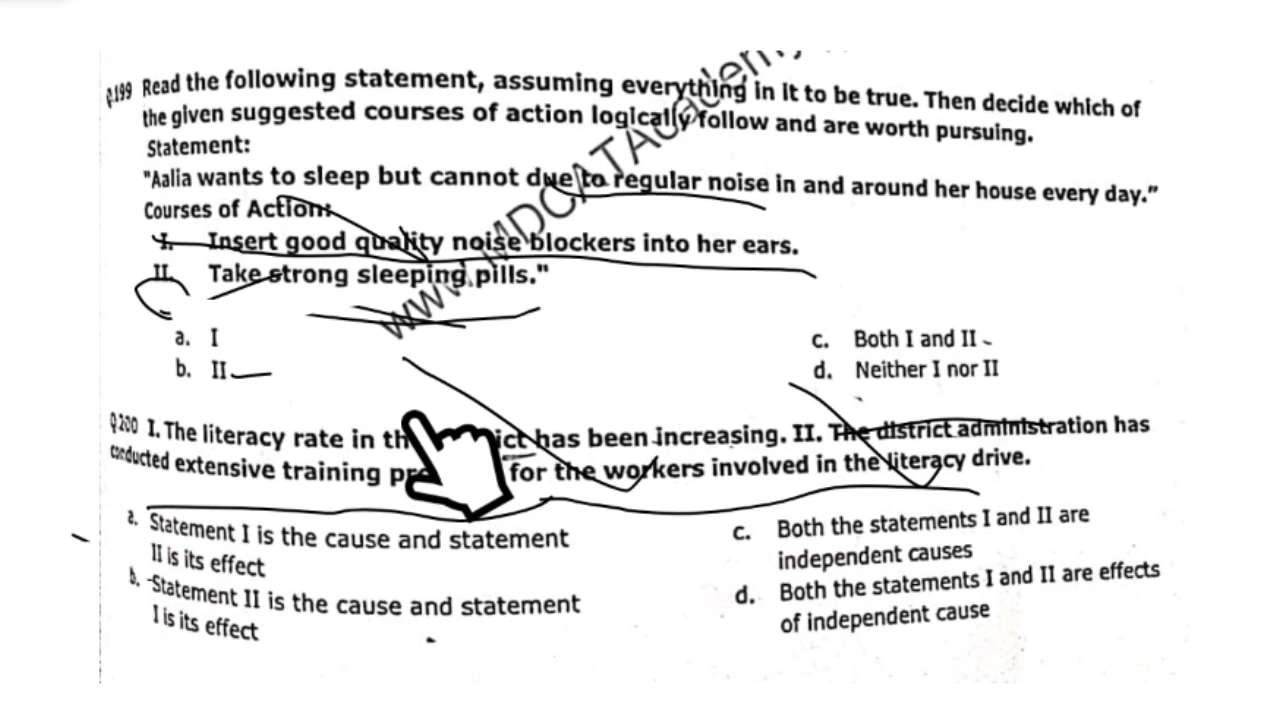 Q199 Read the following statement, assuming everything in it to be true. Then decide which of
the given suggested courses of action logically follow and are worth pursuing.
Statement:
"Aalia wants to sleep but cannot due to regular noise in and around her house every day."
Courses of Action:
I. Insert good quality noise blockers into her ears.
II. Take strong sleeping pills."
a. I
b. II
c. Both I and II
d. Neither I nor II
Q200 I. The literacy rate in has been increasing. II. The district administration has
conducted extensive training for the workers involved in the literacy drive.
a. Statement I is the cause and statement
II is its effect
b. Statement II is the cause and statement
I is its effect
c. Both the statements I and II are
independent causes
d. Both the statements I and II are effects
of independent cause
www.MDCATAcademy